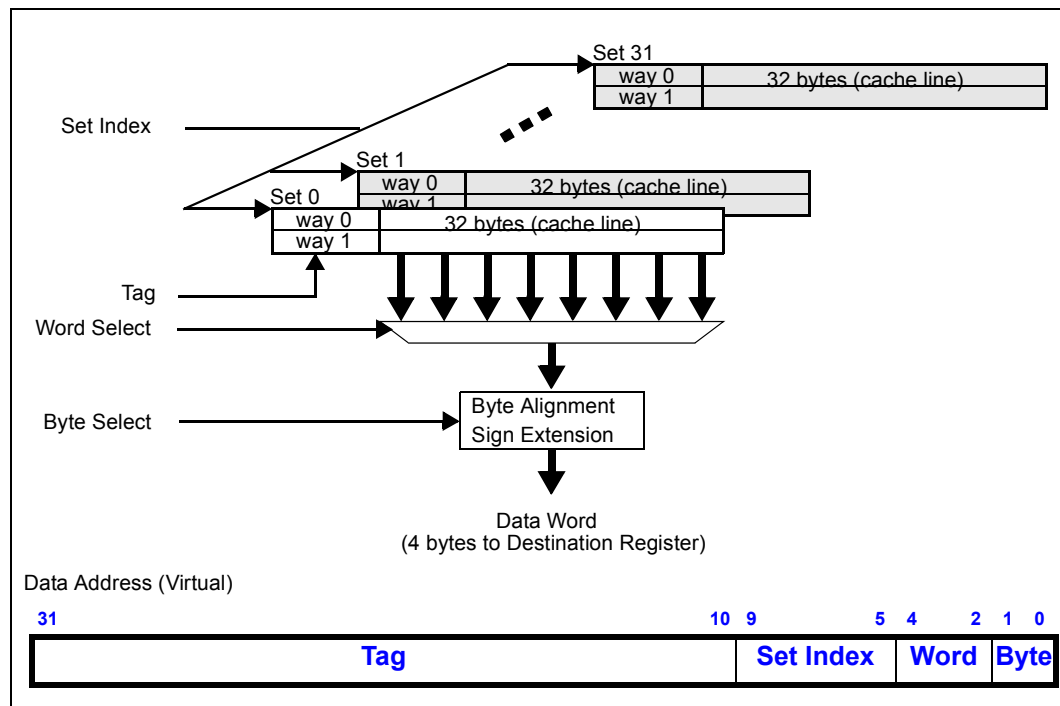 Set 31
way 0 32 bytes (cache line)
way 1
Set Index
Set 1
way 0 32 bytes (cache line)
way 1
Set 0
way 0 32 bytes (cache line)
way 1
Tag
Word Select
Byte Alignment
Sign Extension
Byte Select
Data Word
(4 bytes to Destination Register)
Data Address (Virtual)
31 10 9 5 4 2 1 0
Tag Set Index Word Byte